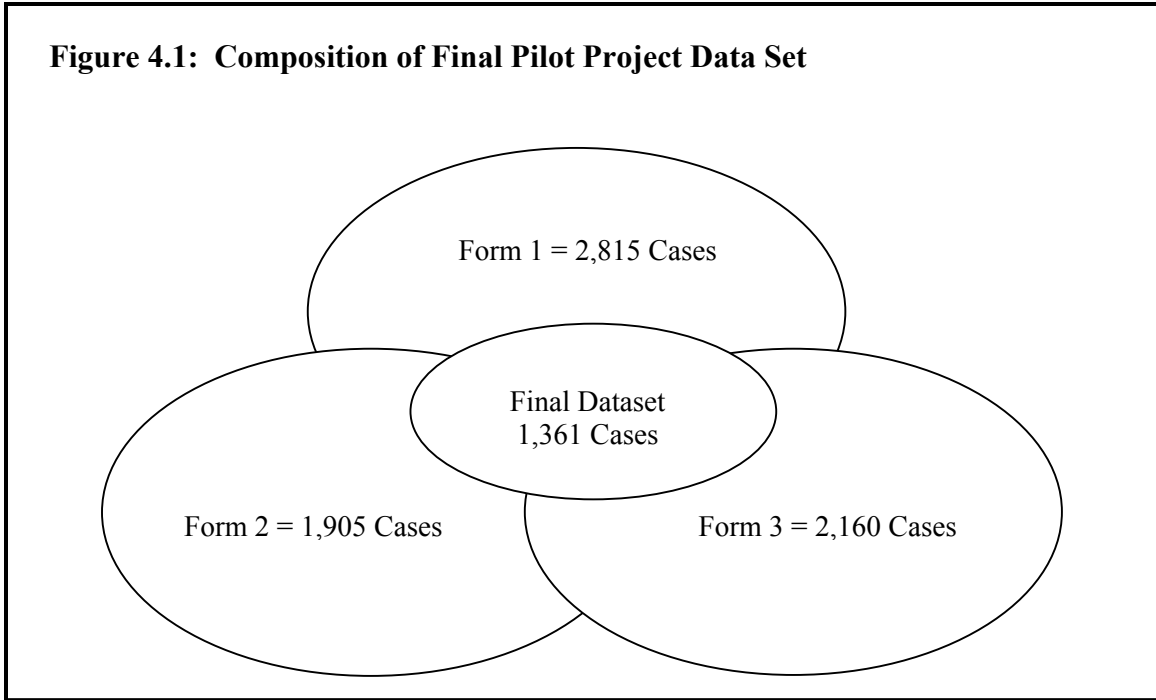 Figure 4.1: Composition of Final Pilot Project Data Set
Form 1 = 2,815 Cases
Final Dataset
1,361 Cases
Form 2 = 1,905 Cases
Form 3 = 2,160 Cases